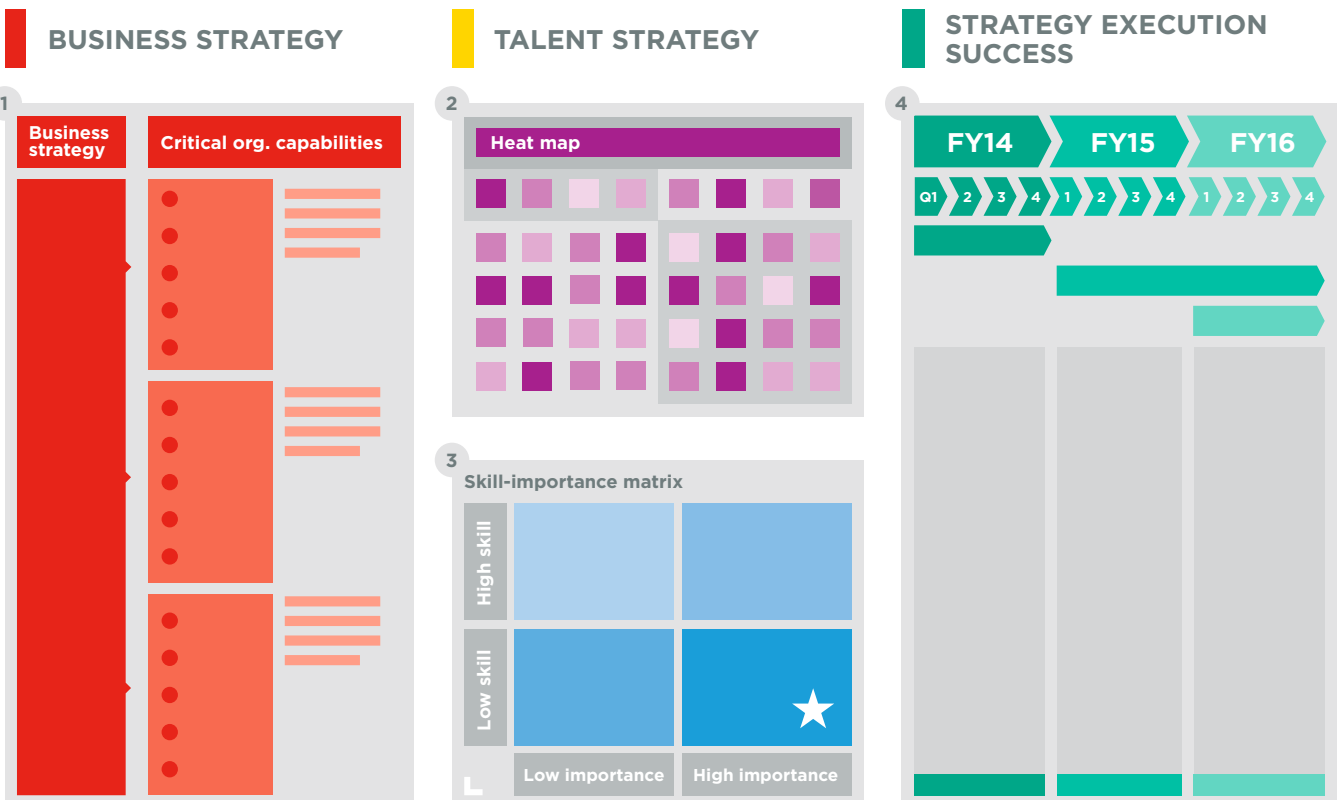 BUSINESS STRATEGY
1
Business
strategy
Critical org. capabilities
TALENT STRATEGY
2
Heat map
3
Skill-importance matrix
High skill
Low skill
Low importance
High importance
STRATEGY EXECUTION
SUCCESS
4
FY14
FY15
FY16
Q1 2 3 4 1 2 3 4 1 2 3 4